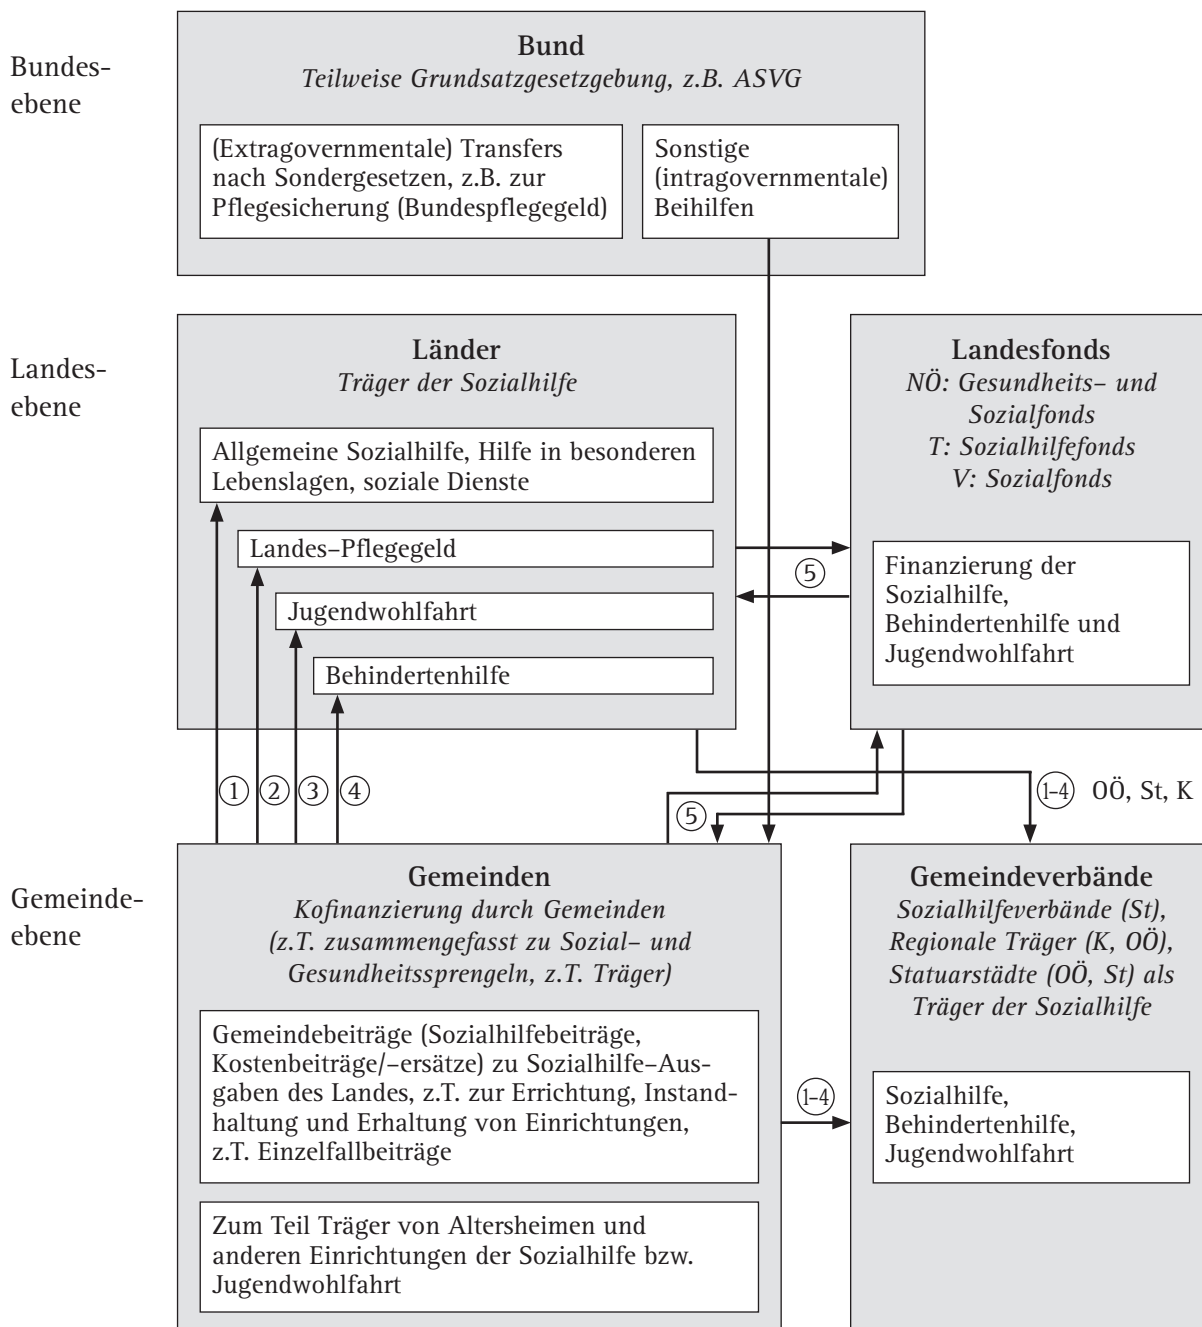 Bundes-
ebene
Bund
Teilweise Grundsatzgesetzgebung, z.B. ASVG
(Extragovernmentale) Transfers
nach Sondergesetzen, z.B. zur
Pflegesicherung (Bundespflegegeld)
Sonstige
(intragovernmentale)
Beihilfen
Landes-
ebene
Länder
Träger der Sozialhilfe
Allgemeine Sozialhilfe, Hilfe in besonderen
Lebenslagen, soziale Dienste
Landes-Pflegegeld
Jugendwohlfahrt
Behindertenhilfe
5
Landesfonds
NÖ: Gesundheits- und
Sozialfonds
T: Sozialhilfefonds
V: Sozialfonds
Finanzierung der
Sozialhilfe,
Behindertenhilfe und
Jugendwohlfahrt
1
2
3
4
5
1-4 OÖ, St, K
Gemeinde-
ebene
Gemeinden
Kofinanzierung durch Gemeinden
(z.T. zusammengefasst zu Sozial- und
Gesundheitssprengeln, z.T. Träger)
Gemeindebeiträge (Sozialhilfebeiträge,
Kostenbeiträge/-ersätze) zu Sozialhilfe-Aus-
gaben des Landes, z.T. zur Errichtung, Instand-
haltung und Erhaltung von Einrichtungen,
z.T. Einzelfallbeiträge
Zum Teil Träger von Altersheimen und
anderen Einrichtungen der Sozialhilfe bzw.
Jugendwohlfahrt
1-4
Gemeindeverbände
Sozialhilfeverbände (St),
Regionale Träger (K, OÖ),
Statuarstädte (OÖ, St) als
Träger der Sozialhilfe
Sozialhilfe,
Behindertenhilfe,
Jugendwohlfahrt